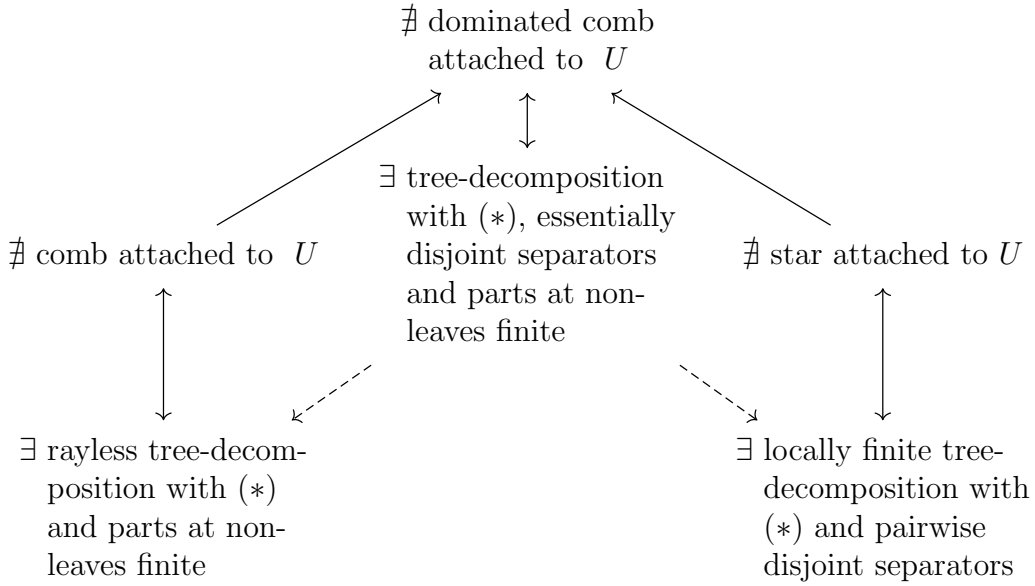 ∄ dominated comb
attached to U
∃ tree-decomposition
with (∗), essentially
disjoint separators
and parts at non-
leaves finite
∄ comb attached to U
∄ star attached to U
∃ rayless tree-decom-
position with (∗)
and parts at non-
leaves finite
∃ locally finite tree-
decomposition with
(∗) and pairwise
disjoint separators